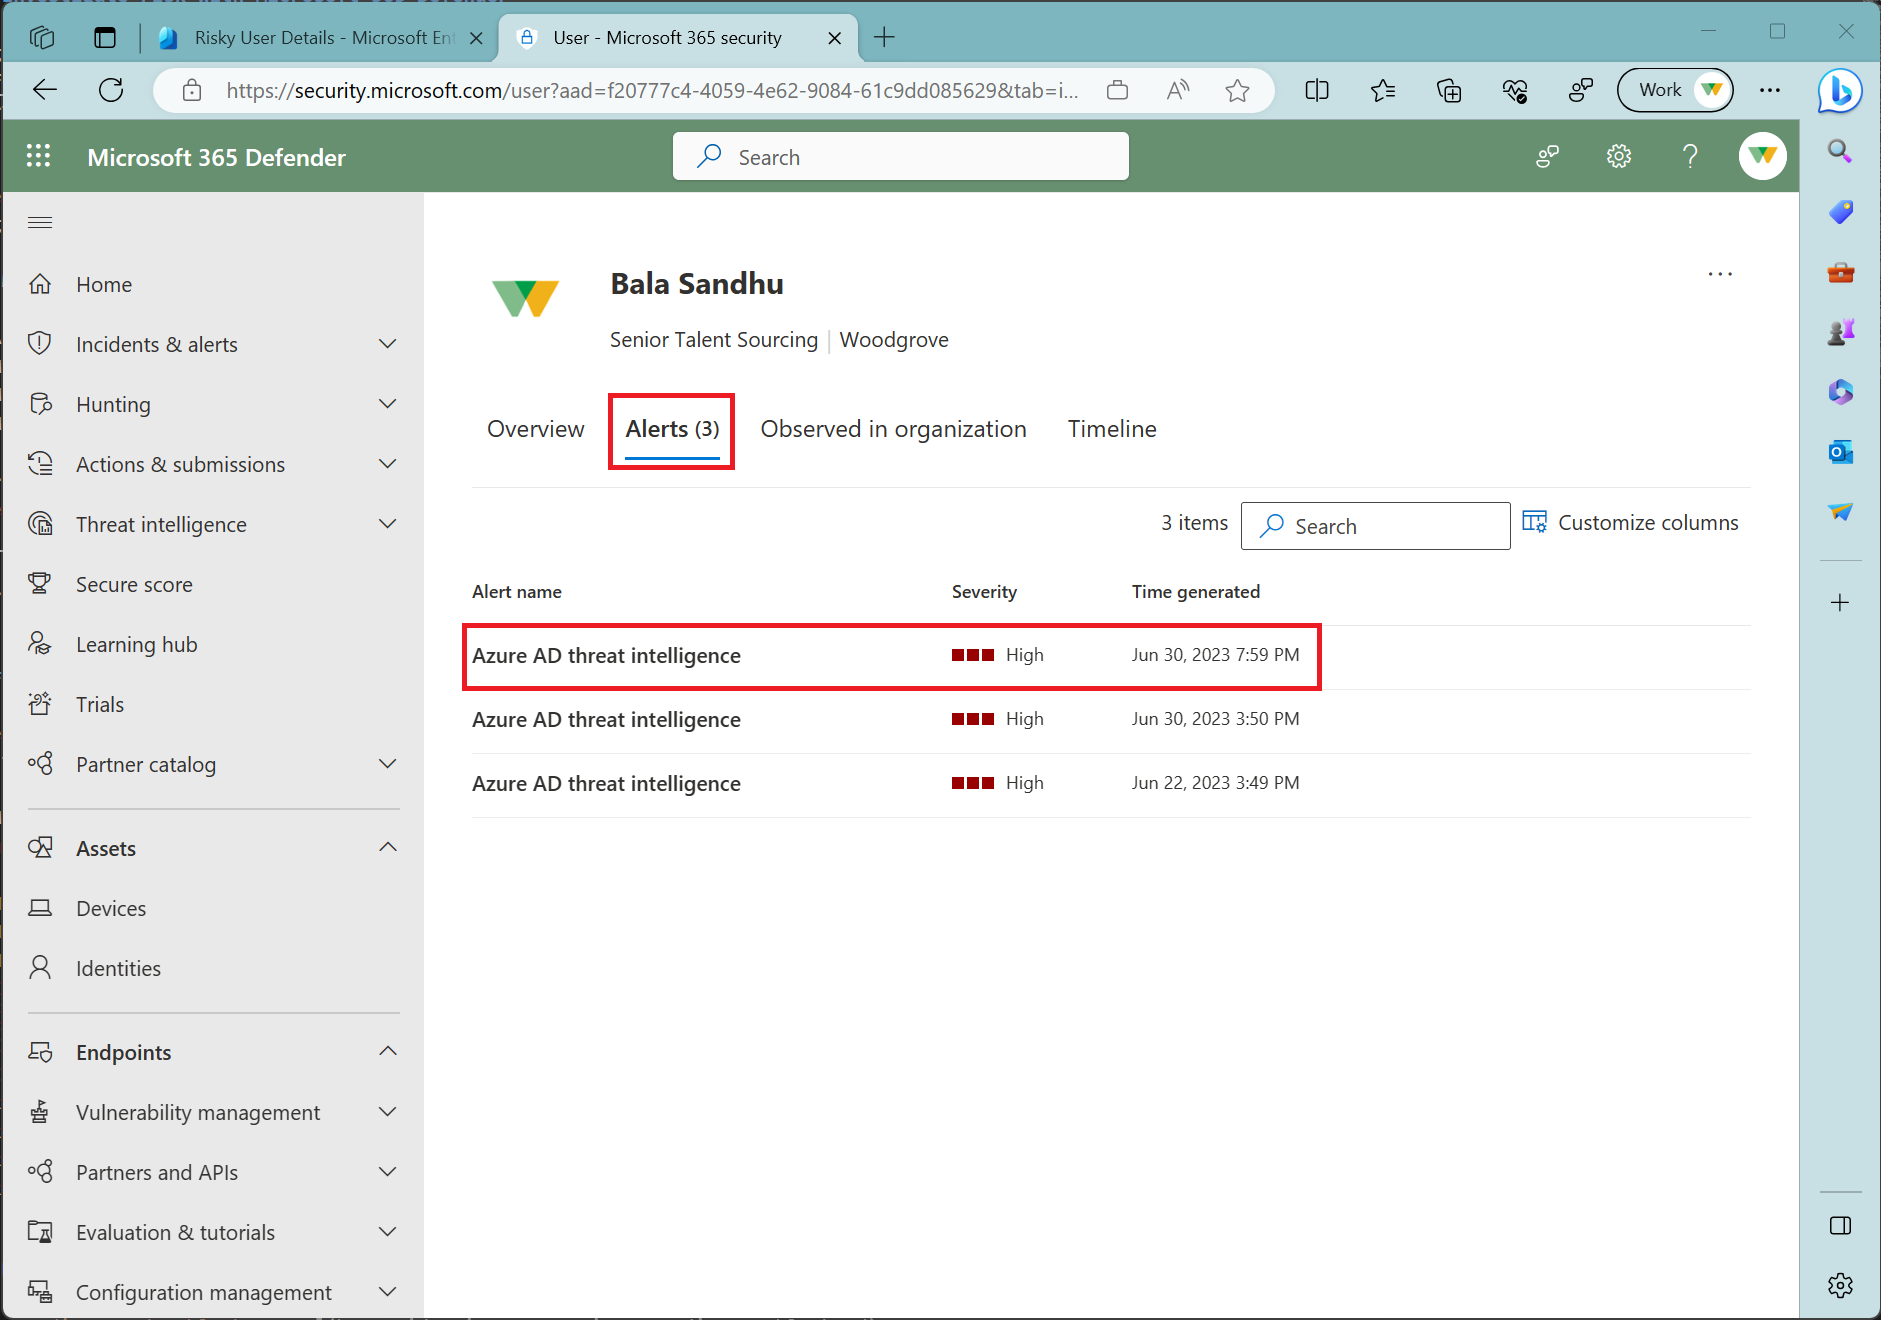 Risky User Details - Microsoft Ent
User - Microsoft 365 security
https://security.microsoft.com/user?aad=f20777c4-4059-4e62-9084-61c9dd085629&tab=i...
Work
Microsoft 365 Defender
Search
Home
Incidents & alerts
Hunting
Actions & submissions
Threat intelligence
Secure score
Learning hub
Trials
Partner catalog
Assets
Devices
Identities
Endpoints
Vulnerability management
Partners and APIs
Evaluation & tutorials
Configuration management
Bala Sandhu
Senior Talent Sourcing | Woodgrove
Overview Alerts (3) Observed in organization Timeline
3 items Search Customize columns
Alert name Severity Time generated
Azure AD threat intelligence High Jun 30, 2023 7:59 PM
Azure AD threat intelligence High Jun 30, 2023 3:50 PM
Azure AD threat intelligence High Jun 22, 2023 3:49 PM